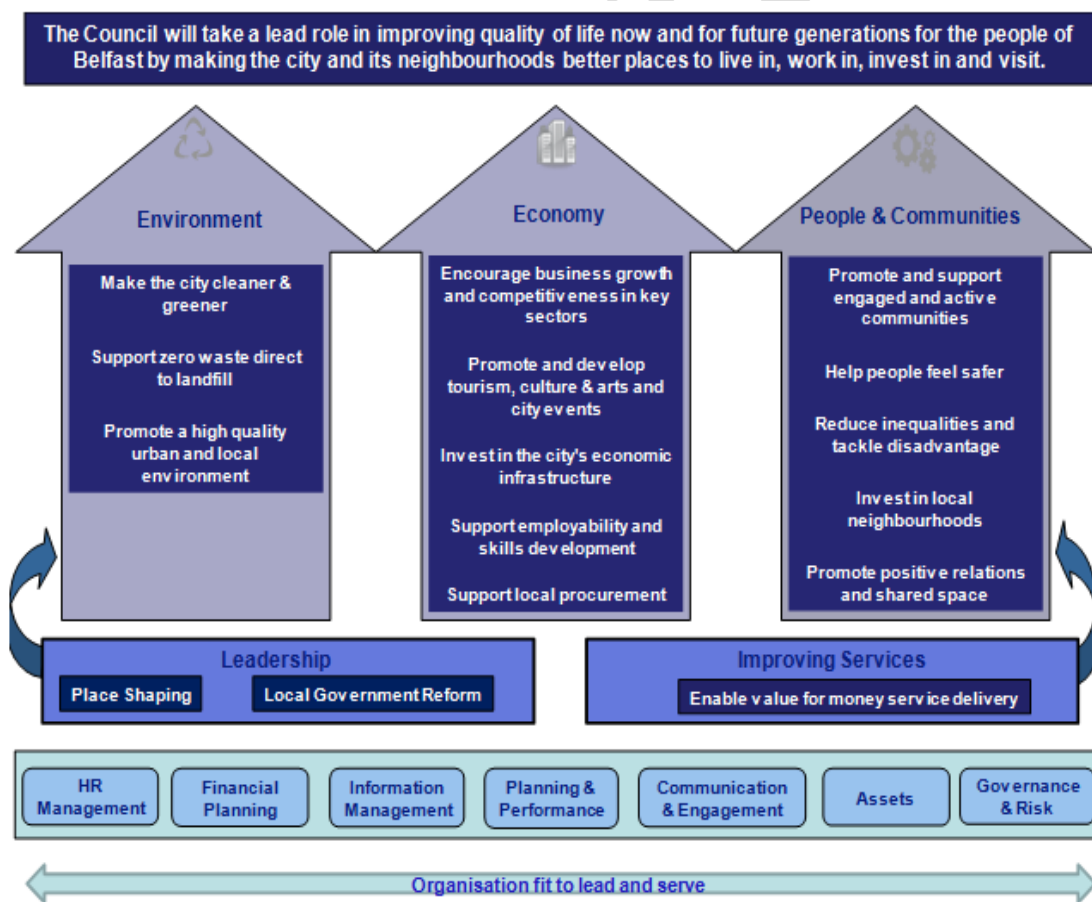 The Council will take a lead role in improving quality of life now and for future generations for the people of
Belfast by making the city and its neighbourhoods better places to live in, work in, invest in and visit.
Environment
Make the city cleaner &
greener
Support zero waste direct
to landfill
Promote a high quality
urban and local
environment
Economy
Encourage business growth
and competitiveness in key
sectors
Promote and develop
tourism, culture & arts and
city events
Invest in the city's economic
infrastructure
Support employability and
skills development
Support local procurement
People & Communities
Promote and support
engaged and active
communities
Help people feel safer
Reduce inequalities and
tackle disadvantage
Invest in local
neighbourhoods
Promote positive relations
and shared space
Leadership
Place Shaping
Local Government Reform
Improving Services
Enable value for money service delivery
HR
Management
Financial
Planning
Information
Management
Planning &
Performance
Communication
& Engagement
Assets
Governance
& Risk
Organisation fit to lead and serve